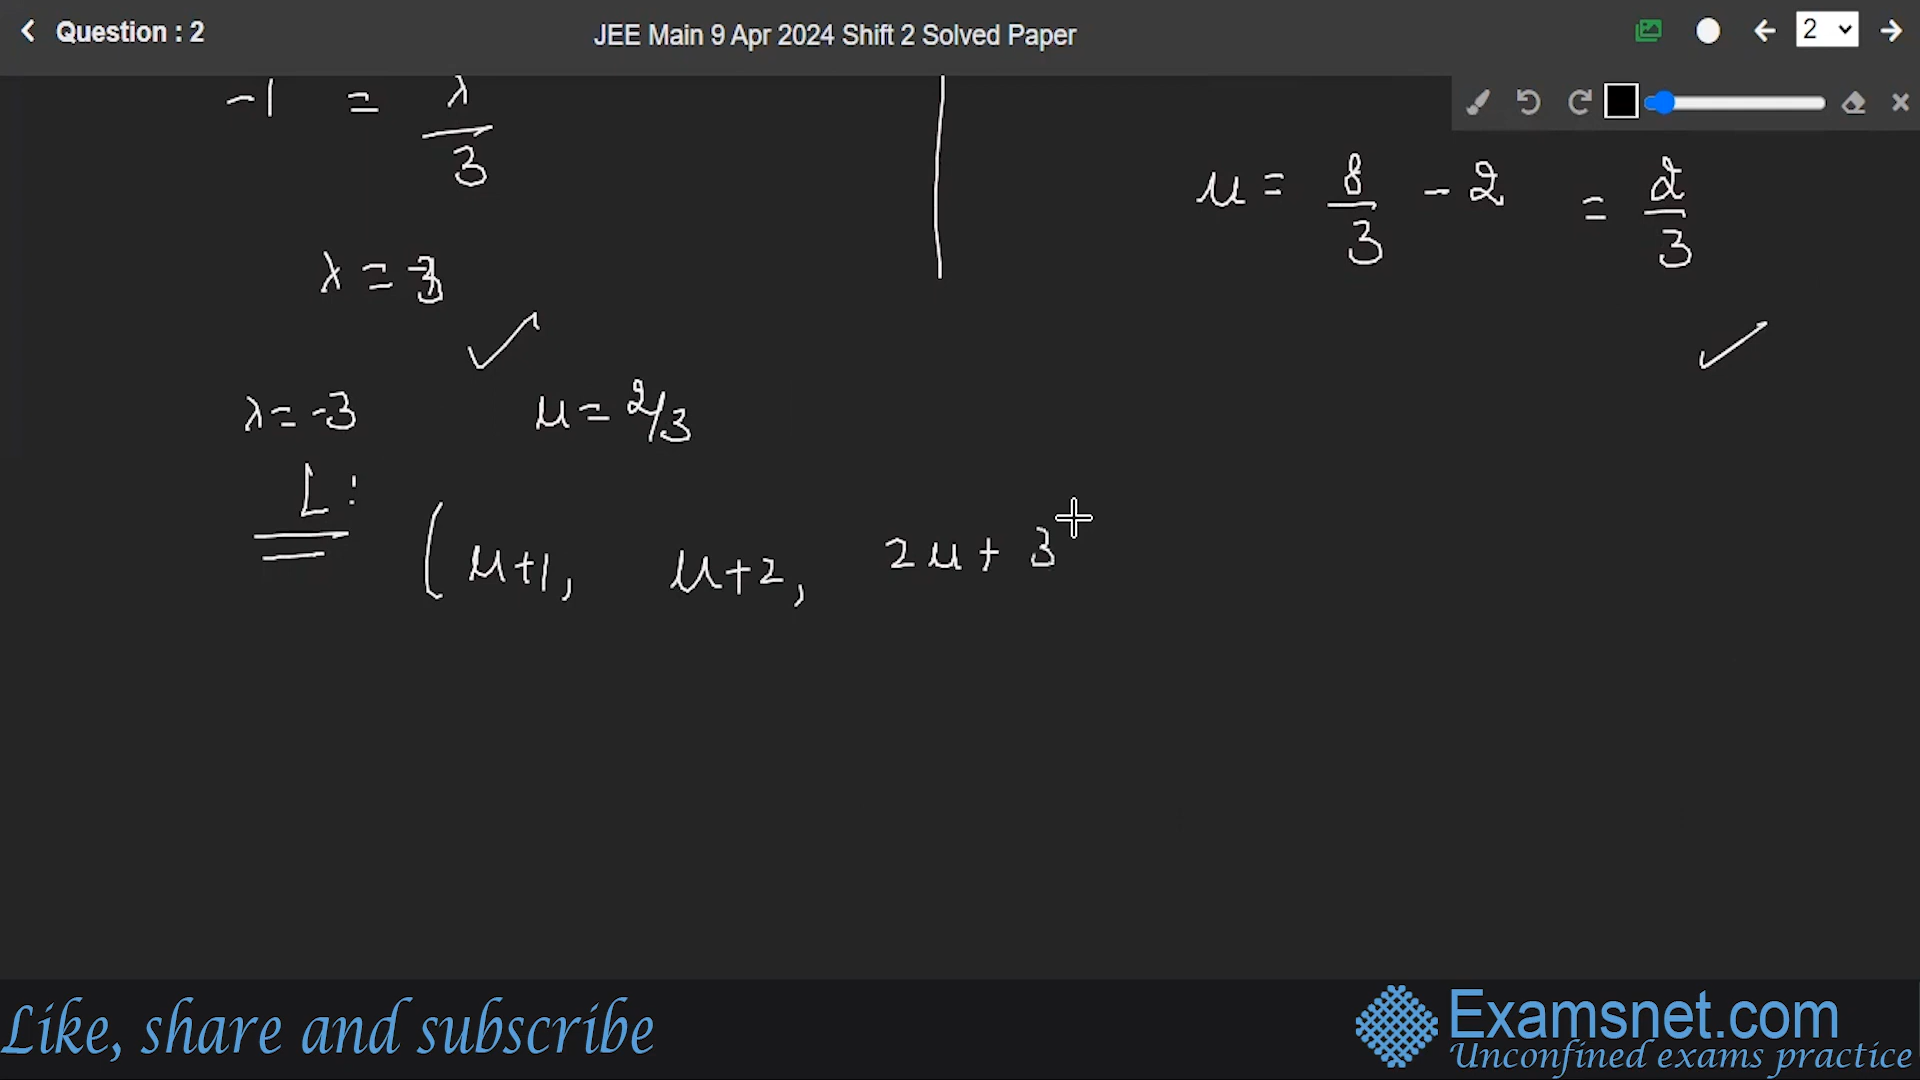 Question : 2
JEE Main 9 Apr 2024 Shift 2 Solved Paper
2
-1 = λ/3
μ = 8/3 - 2 = 2/3
λ = -3
λ = -3 μ = 2/3
L:
(μ+1, μ+2, 2μ+3
Like, share and subscribe
Examsnet.com
Unconfined exams practice